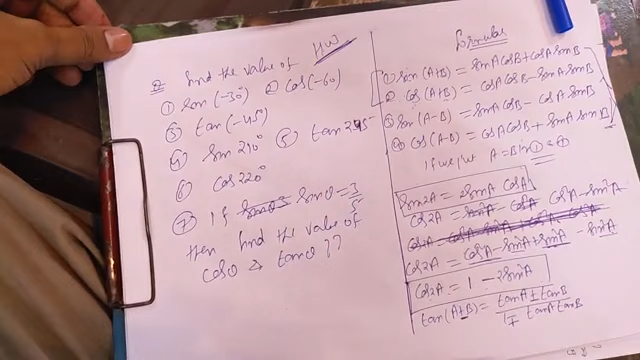 HW
Q find the value of
① sin(-30°) ② cos(-60)
③ tan(-45°)
④ sin 210° ⑤ tan 225°
⑥ cos 220°
⑦ If sinθ = 3/5
then find the value of
cosθ & tanθ ??
Formulas
① sin(A+B) = sinA cosB + cosA sinB
② cos(A+B) = cosA cosB - sinA sinB
③ sin(A-B) = sinA cosB - cosA sinB
④ cos(A-B) = cosA cosB + sinA sinB
If we put A=B in ① & ②
sin2A = 2sinA cosA
cos2A = cos²A - sin²A
cos2A = cos²A - sin²A + sin²A - sin²A
cos2A = 1 - 2sin²A
tan(A±B) = tanA ± tanB / 1 ∓ tanA tanB